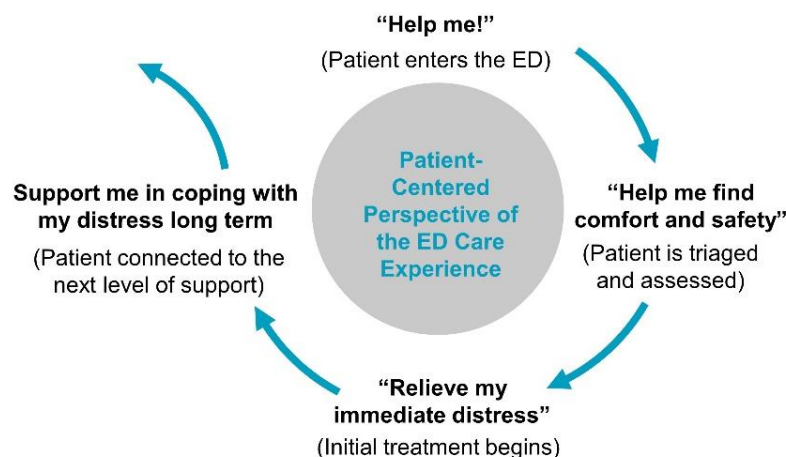 “Help me!”
(Patient enters the ED)
Patient-
Centered
Perspective of
the ED Care
Experience
“Help me find
comfort and safety”
(Patient is triaged
and assessed)
“Relieve my
immediate distress”
(Initial treatment begins)
Support me in coping with
my distress long term
(Patient connected to the
next level of support)